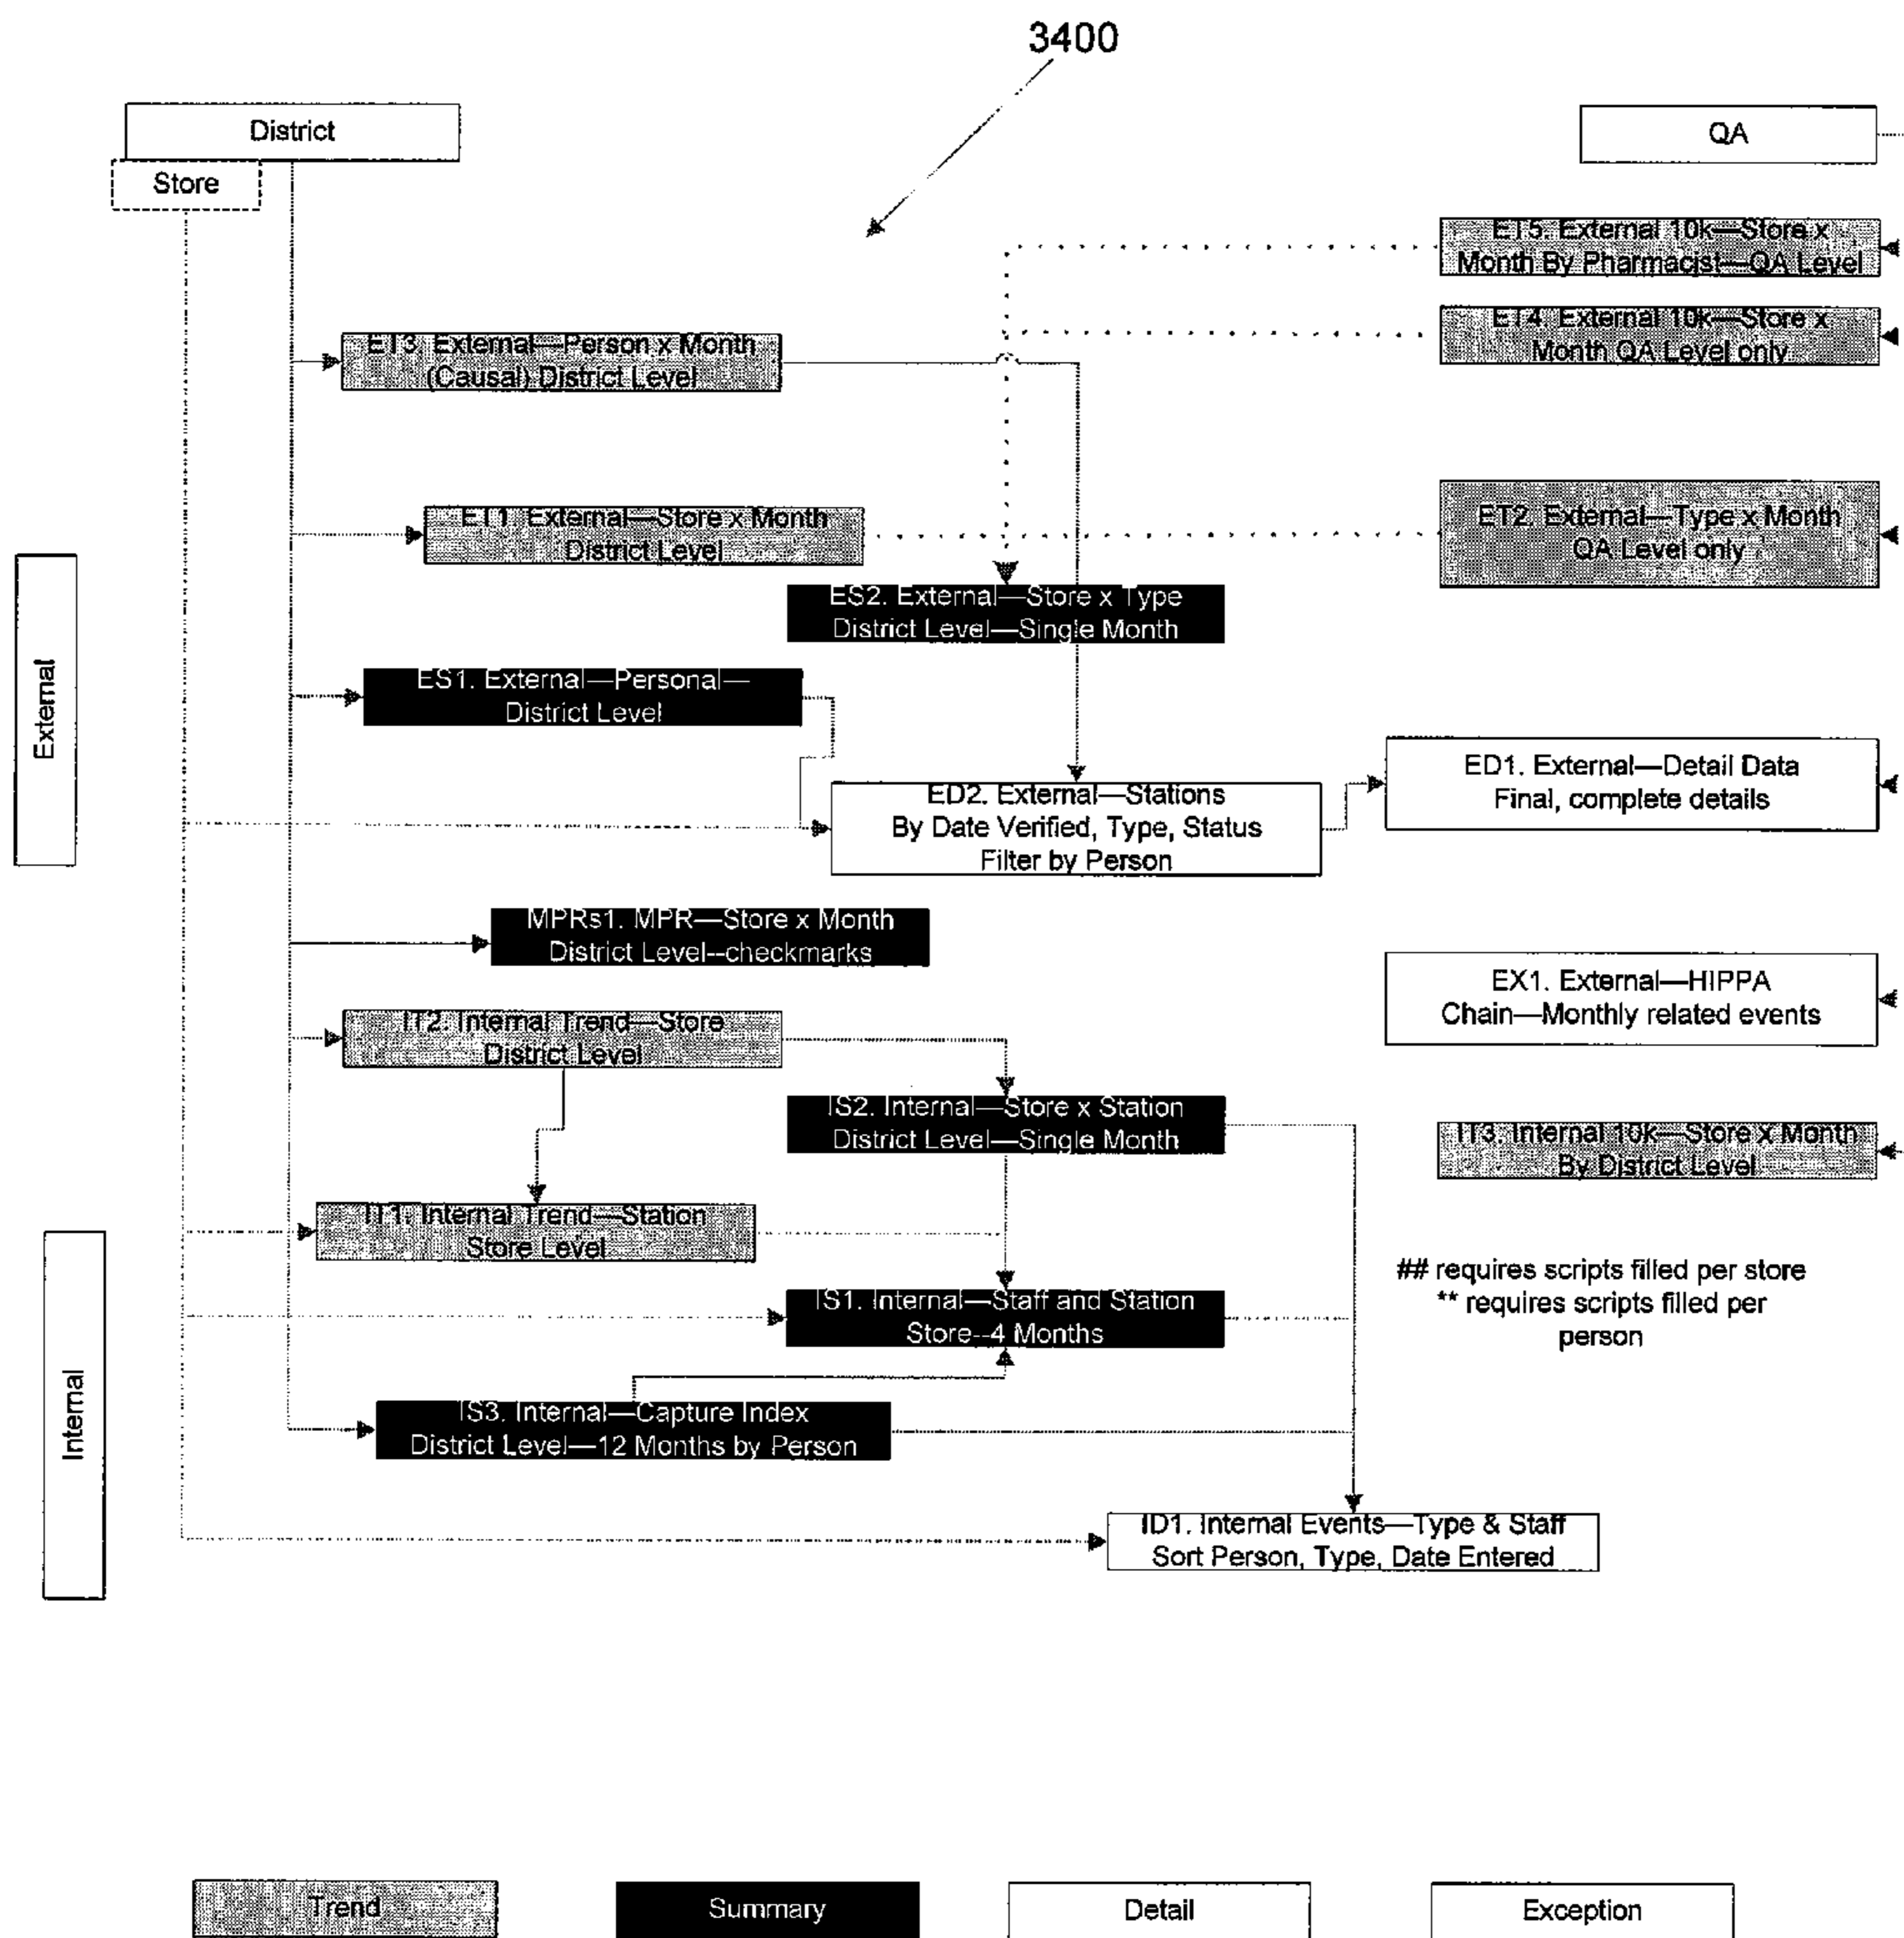 3400
District
QA
Store
ET5. External 10k—Store x
Month By Pharmacist—QA Level
ET4. External 10k—Store x
Month QA Level only
ET3. External—Person x Month
(Causal) District Level
ET1. External—Store x Month
District Level
ET2. External—Type x Month
QA Level only
ES2. External—Store x Type
District Level—Single Month
External
ES1. External—Personal—
District Level
ED1. External—Detail Data
Final, complete details
ED2. External—Stations
By Date Verified, Type, Status
Filter by Person
MPRs1. MPR—Store x Month
District Level--checkmarks
EX1. External—HIPPA
Chain—Monthly related events
IT2. Internal Trend—Store
District Level
IS2. Internal—Store x Station
District Level—Single Month
IT3. Internal 10k—Store x Month
By District Level
IT1. Internal Trend—Station
Store Level
## requires scripts filled per store
** requires scripts filled per
person
IS1. Internal—Staff and Station
Store--4 Months
Internal
IS3. Internal—Capture Index
District Level—12 Months by Person
ID1. Internal Events—Type & Staff
Sort Person, Type, Date Entered
Trend
Summary
Detail
Exception